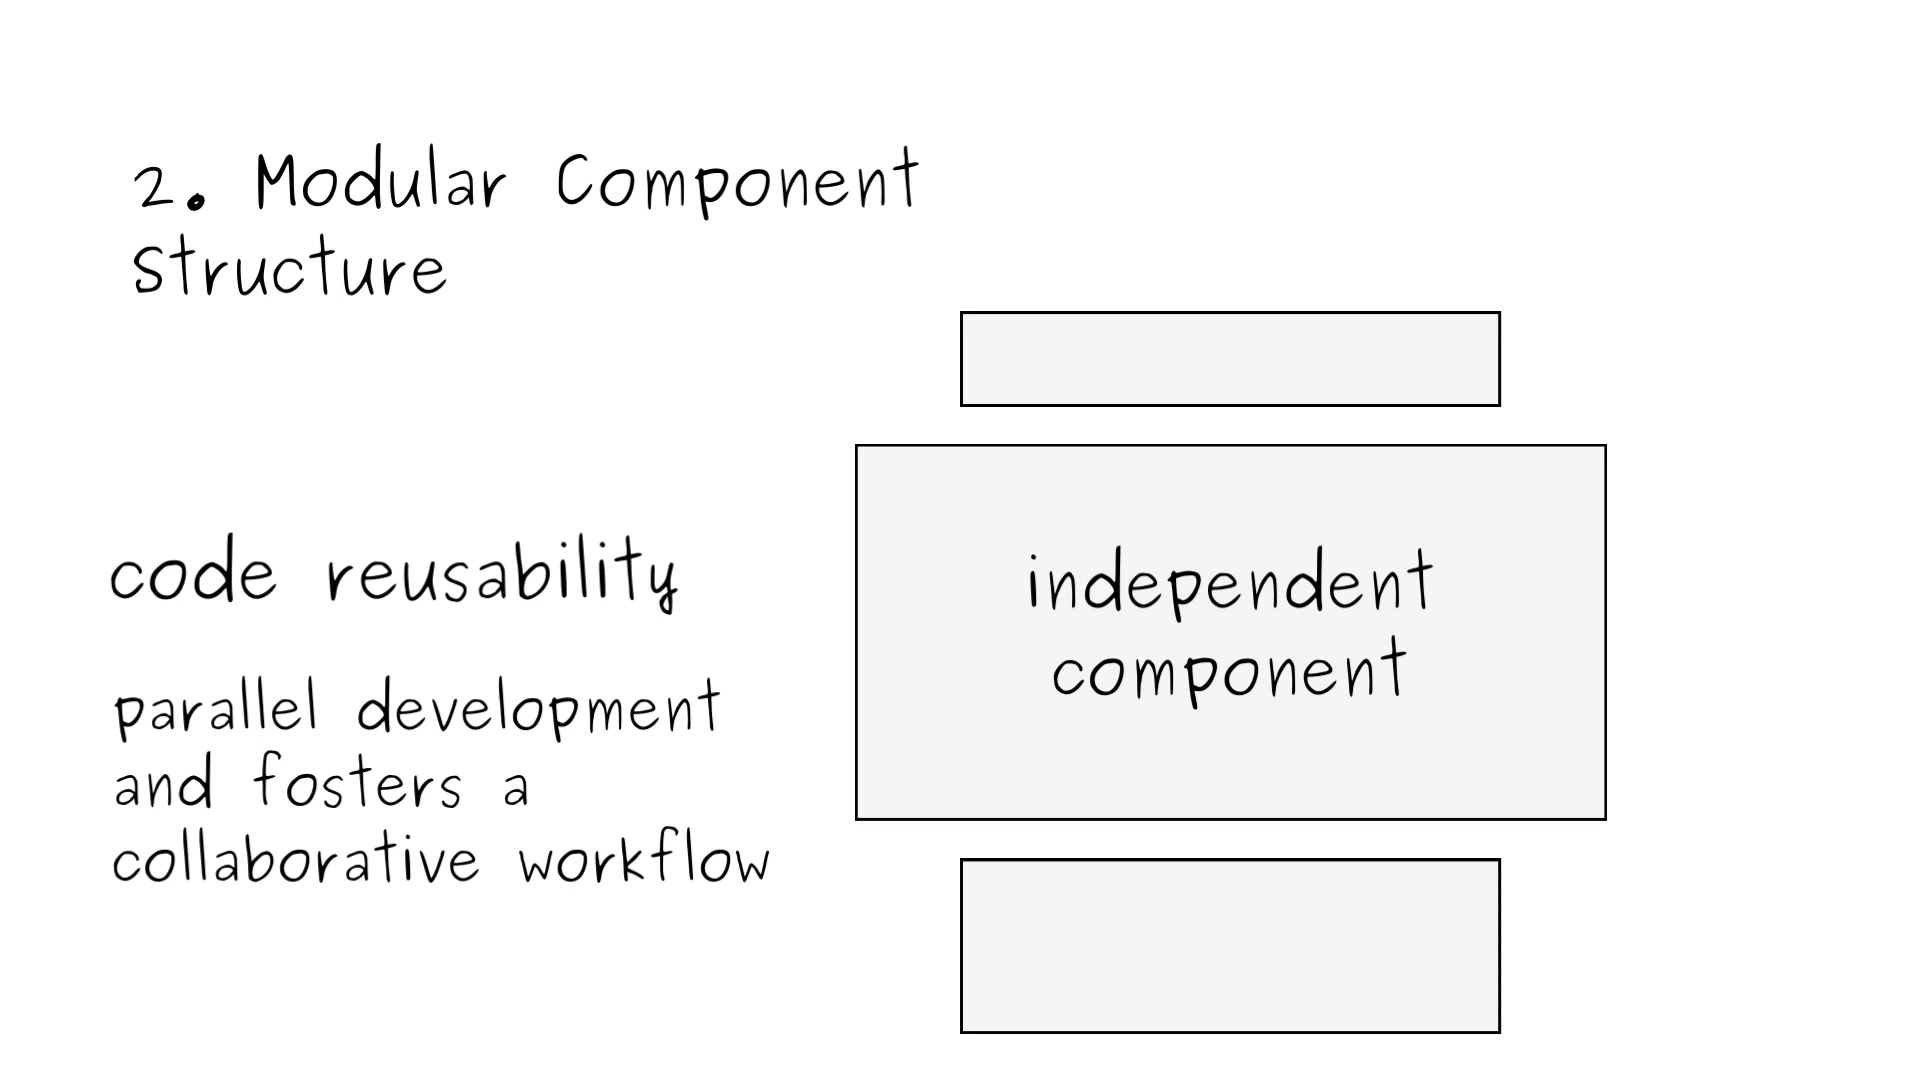 2. Modular Component
Structure
code reusability
parallel development
and fosters a
collaborative workflow
independent
component